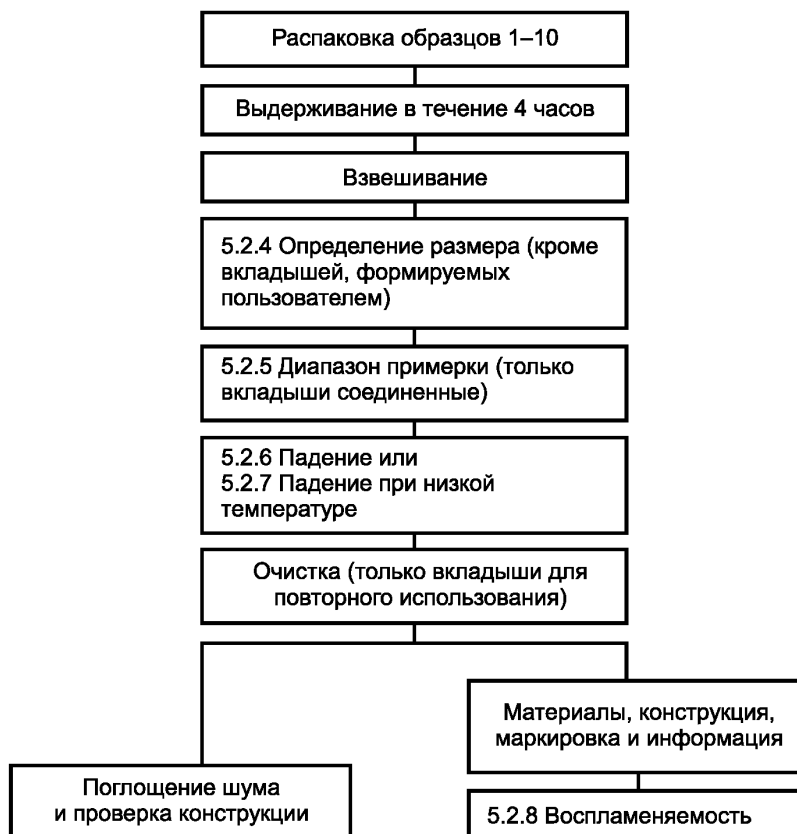 Распаковка образцов 1–10
Выдерживание в течение 4 часов
Взвешивание
5.2.4 Определение размера (кроме
вкладышей, формируемых
пользователем)
5.2.5 Диапазон примерки (только
вкладыши соединенные)
5.2.6 Падение или
5.2.7 Падение при низкой
температуре
Очистка (только вкладыши для
повторного использования)
Материалы, конструкция,
маркировка и информация
Поглощение шума
и проверка конструкции
5.2.8 Воспламеняемость